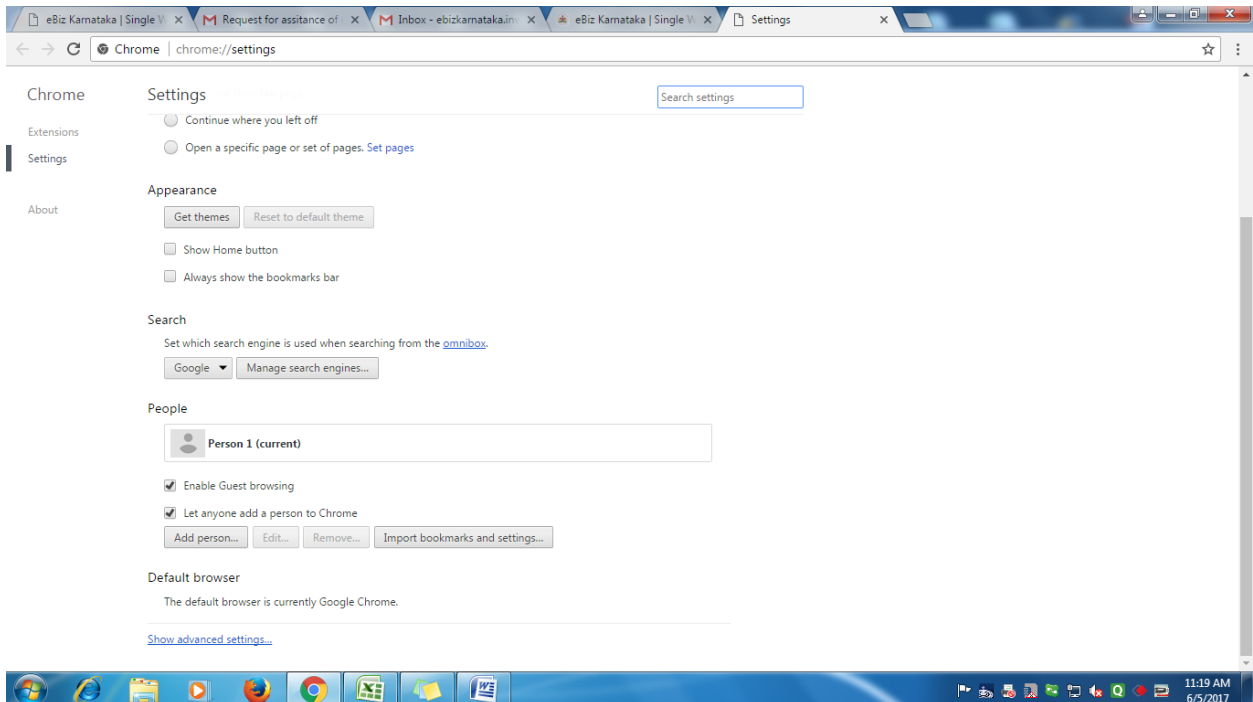 eBiz Karnataka | Single W
Request for assitance of
Inbox - ebizkarnataka.in
eBiz Karnataka | Single W
Settings
Chrome | chrome://settings
Chrome
Settings
Search settings
Extensions
Settings
About
Continue where you left off
Open a specific page or set of pages. Set pages
Appearance
Get themes
Reset to default theme
Show Home button
Always show the bookmarks bar
Search
Set which search engine is used when searching from the omnibox.
Google
Manage search engines...
People
Person 1 (current)
Enable Guest browsing
Let anyone add a person to Chrome
Add person...
Edit...
Remove...
Import bookmarks and settings...
Default browser
The default browser is currently Google Chrome.
Show advanced settings...
11:19 AM
6/5/2017